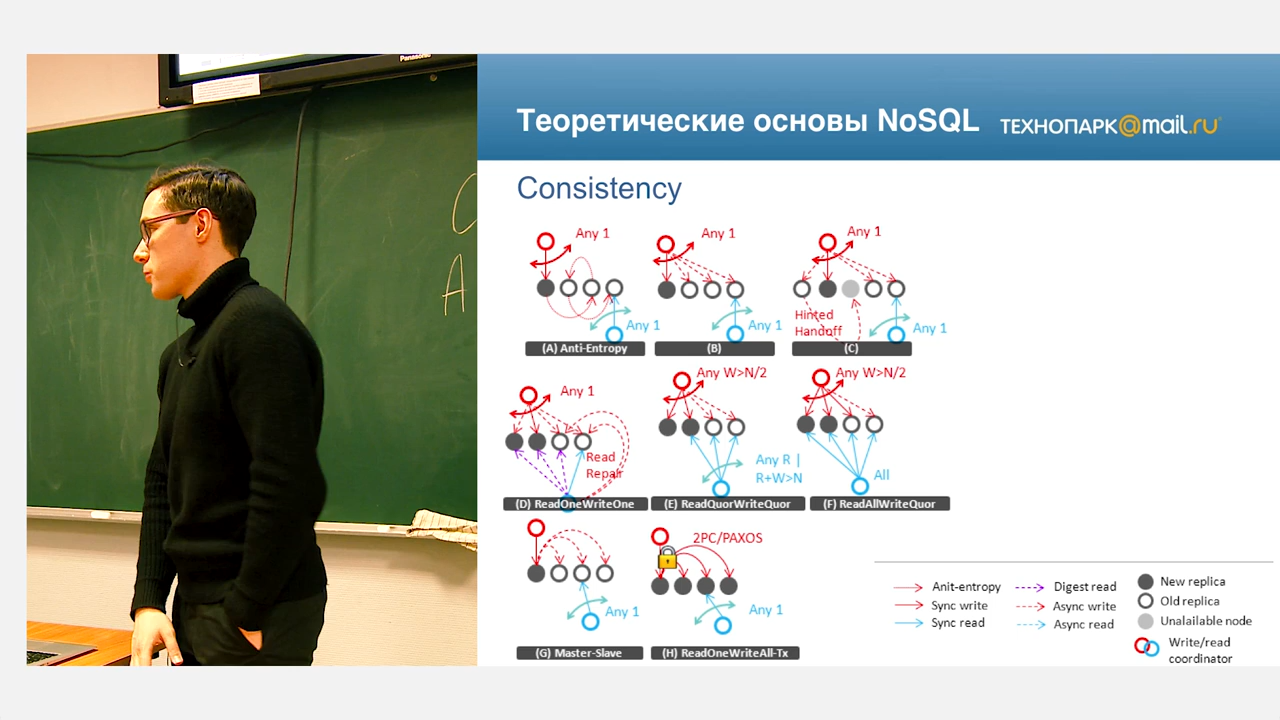 Panasonic
C
A
Теоретические основы NoSQL
ТЕХНОПАРК@mail.ru
Consistency
Any 1
Any 1
Any 1
Any 1
Any 1
Hinted
Handoff
Any 1
(A) Anti-Entropy
(B)
(C)
Any 1
Any W>N/2
Any W>N/2
Read
Repair
Any R |
R+W>N
All
(D) ReadOneWriteOne
(E) ReadQuorWriteQuor
(F) ReadAllWriteQuor
2PC/PAXOS
Any 1
Any 1
(G) Master-Slave
(H) ReadOneWriteAll-Tx
Anit-entropy
Sync write
Sync read
Digest read
Async write
Async read
New replica
Old replica
Unalailable node
Write/read
coordinator